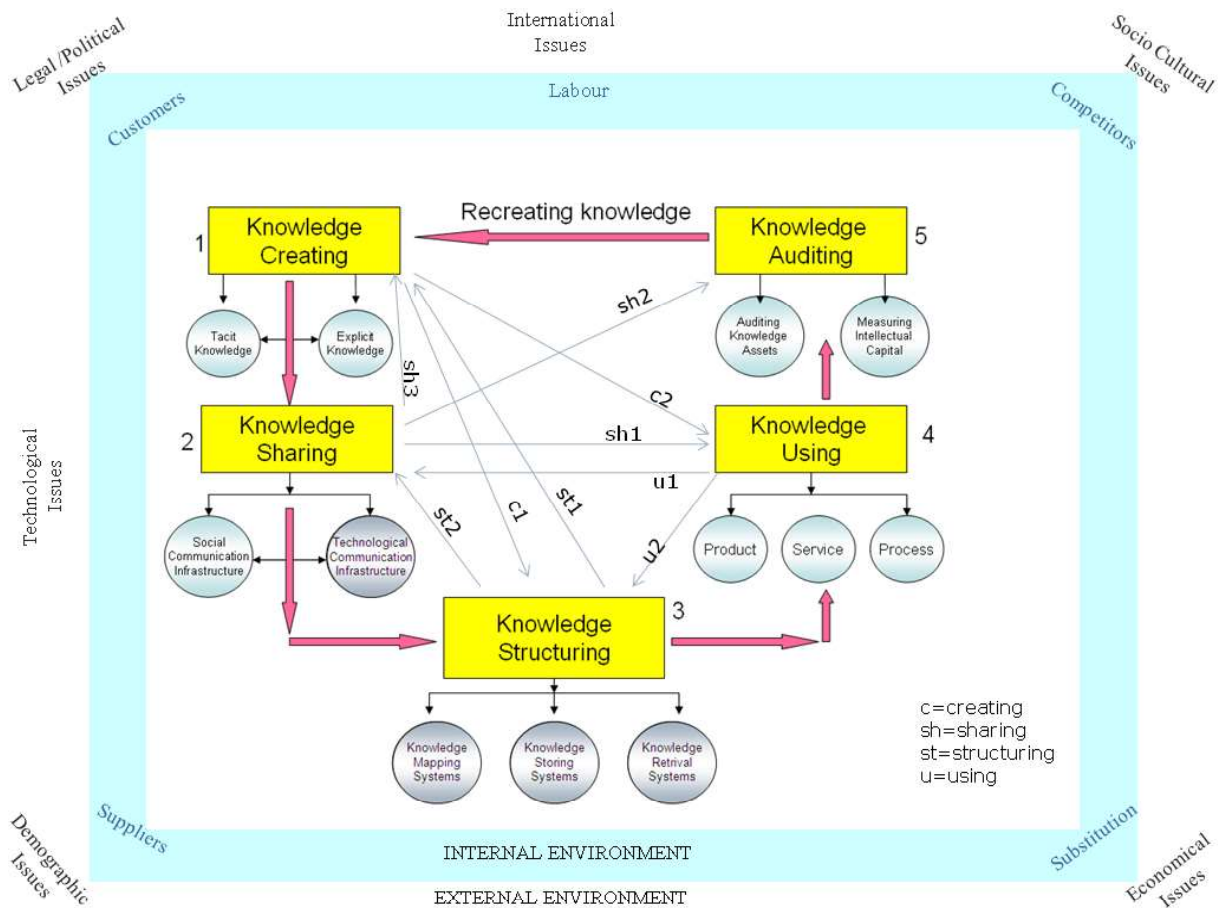 International
Issues
Legal /Political
Issues
Socio Cultural
Issues
Labour
Customers
Competitors
Recreating knowledge
1
Knowledge
Creating
Knowledge
Auditing
5
sh2
Tacit
Knowledge
Explicit
Knowledge
Auditing
Knowledge
Assets
Measuring
Intellectual
Capital
sh3
c2
2
Knowledge
Sharing
sh1
Knowledge
Using
4
u1
Technological
Issues
st2
c1
st1
u2
Social
Communication
Infrastructure
Technological
Communication
Infrastructure
Product
Service
Process
Knowledge
Structuring
3
Knowledge
Mapping
Systems
Knowledge
Storing
Systems
Knowledge
Retrival
Systems
c=creating
sh=sharing
st=structuring
u=using
Suppliers
Substitution
Demographic
Issues
INTERNAL ENVIRONMENT
EXTERNAL ENVIRONMENT
Economical
Issues